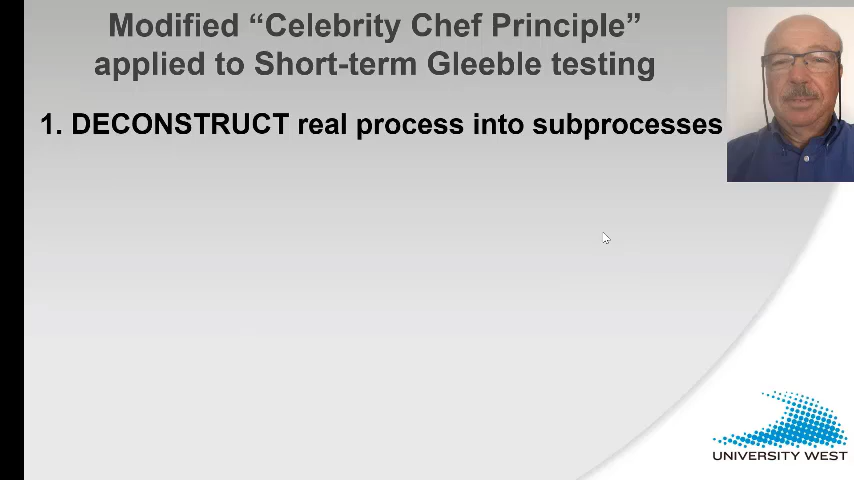 Modified “Celebrity Chef Principle”
applied to Short-term Gleeble testing
1. DECONSTRUCT real process into subprocesses
UNIVERSITY WEST